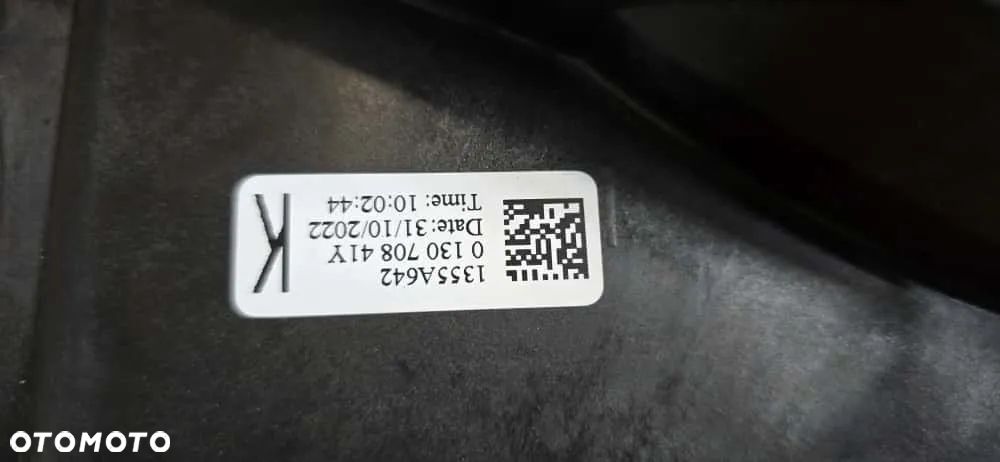 1355A642
0 130 708 41Y
Date: 31/10/2022
Time: 10:02:44
K
OTOMOTO